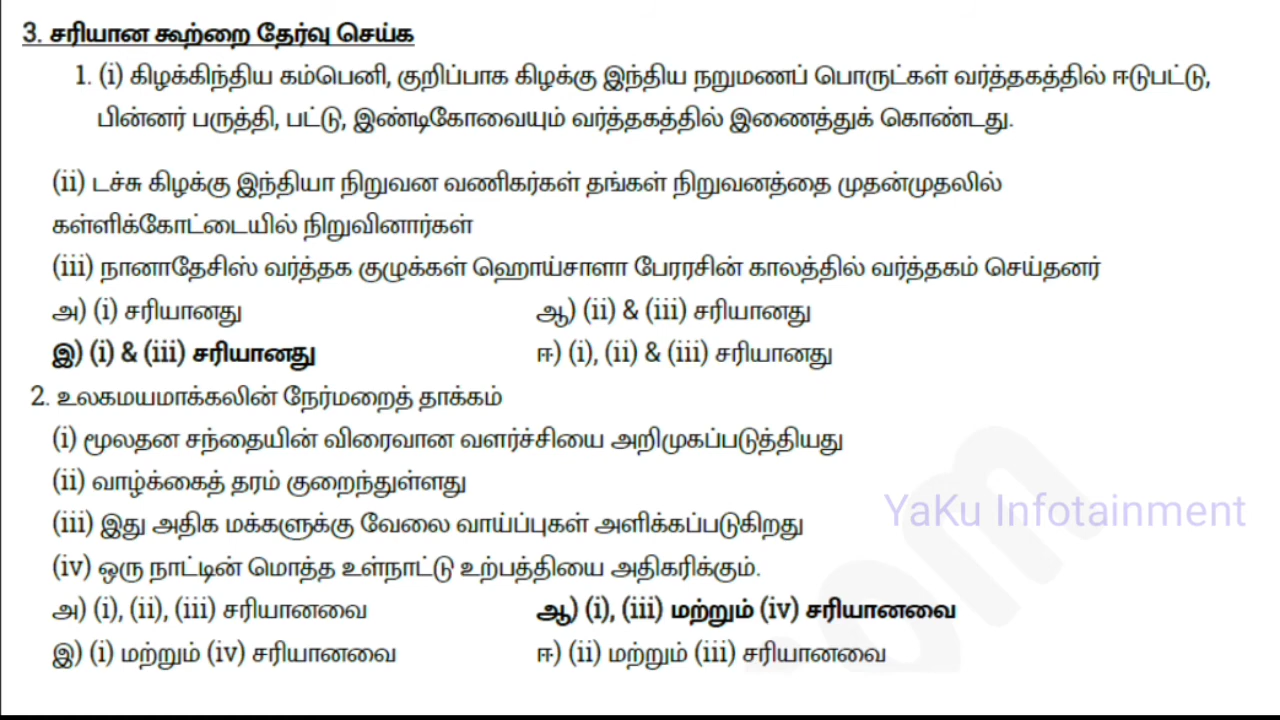 3. சரியான கூற்றை தேர்வு செய்க
1. (i) கிழக்கிந்திய கம்பெனி, குறிப்பாக கிழக்கு இந்திய நறுமணப் பொருட்கள் வர்த்தகத்தில் ஈடுபட்டு,
பின்னர் பருத்தி, பட்டு, இண்டிகோவையும் வர்த்தகத்தில் இணைத்துக் கொண்டது.
(ii) டச்சு கிழக்கு இந்தியா நிறுவன வணிகர்கள் தங்கள் நிறுவனத்தை முதன்முதலில்
கள்ளிக்கோட்டையில் நிறுவினார்கள்
(iii) நானாதேசிஸ் வர்த்தக குழுக்கள் ஹொய்சாளா பேரரசின் காலத்தில் வர்த்தகம் செய்தனர்
அ) (i) சரியானது ஆ) (ii) & (iii) சரியானது
இ) (i) & (iii) சரியானது ஈ) (i), (ii) & (iii) சரியானது
2. உலகமயமாக்கலின் நேர்மறைத் தாக்கம்
(i) மூலதன சந்தையின் விரைவான வளர்ச்சியை அறிமுகப்படுத்தியது
(ii) வாழ்க்கைத் தரம் குறைந்துள்ளது
(iii) இது அதிக மக்களுக்கு வேலை வாய்ப்புகள் அளிக்கப்படுகிறது
YaKu Infotainment
(iv) ஒரு நாட்டின் மொத்த உள்நாட்டு உற்பத்தியை அதிகரிக்கும்.
அ) (i), (ii), (iii) சரியானவை ஆ) (i), (iii) மற்றும் (iv) சரியானவை
இ) (i) மற்றும் (iv) சரியானவை ஈ) (ii) மற்றும் (iii) சரியானவை